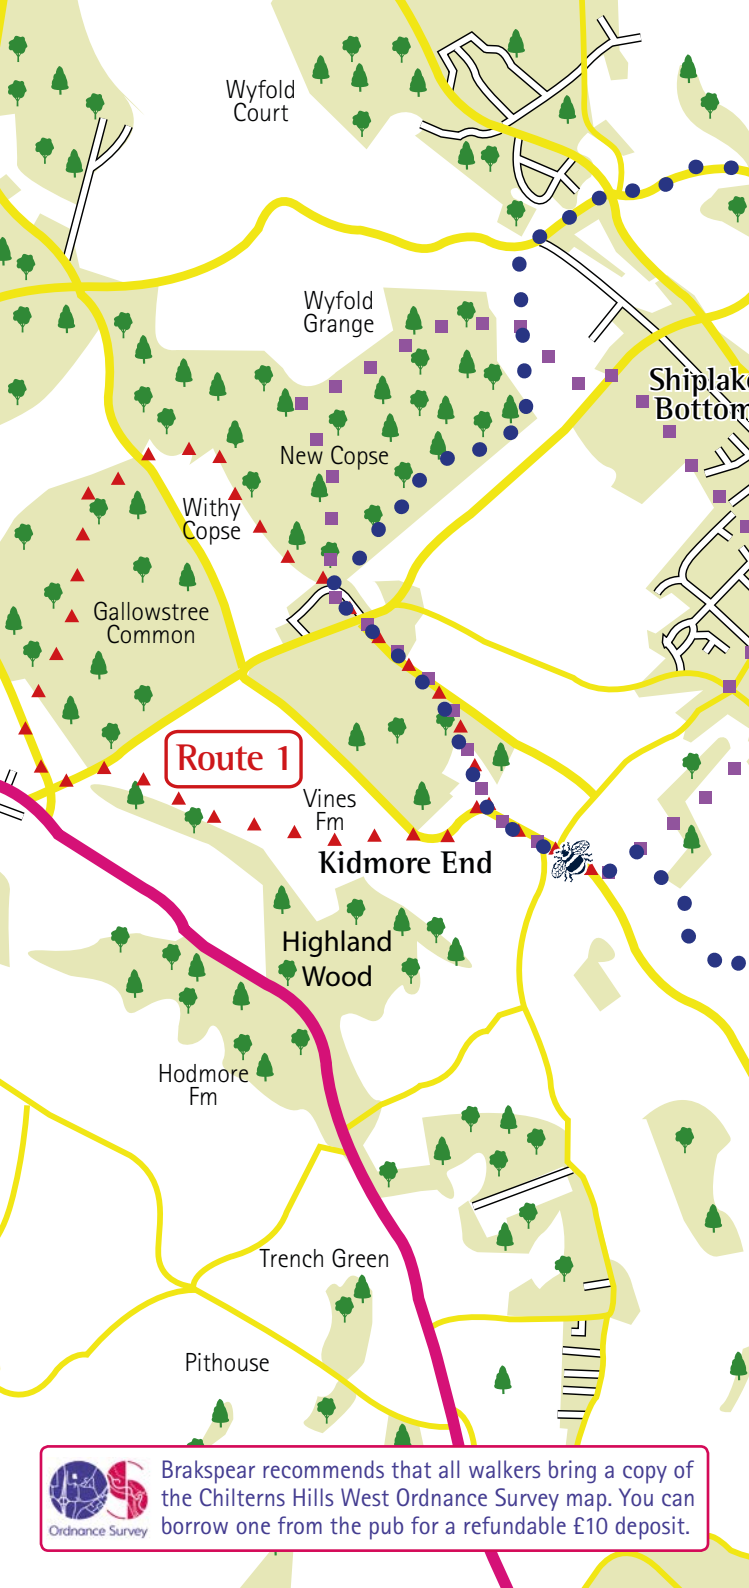 Wyfold
Court
Wyfold
Grange
Shiplake
Bottom
New Copse
Withy
Copse
Gallowstree
Common
Route 1
Vines
Fm
Kidmore End
Highland
Wood
Hodmore
Fm
Trench Green
Pithouse
OS
Ordnance Survey
Brakspear recommends that all walkers bring a copy of
the Chilterns Hills West Ordnance Survey map. You can
borrow one from the pub for a refundable £10 deposit.